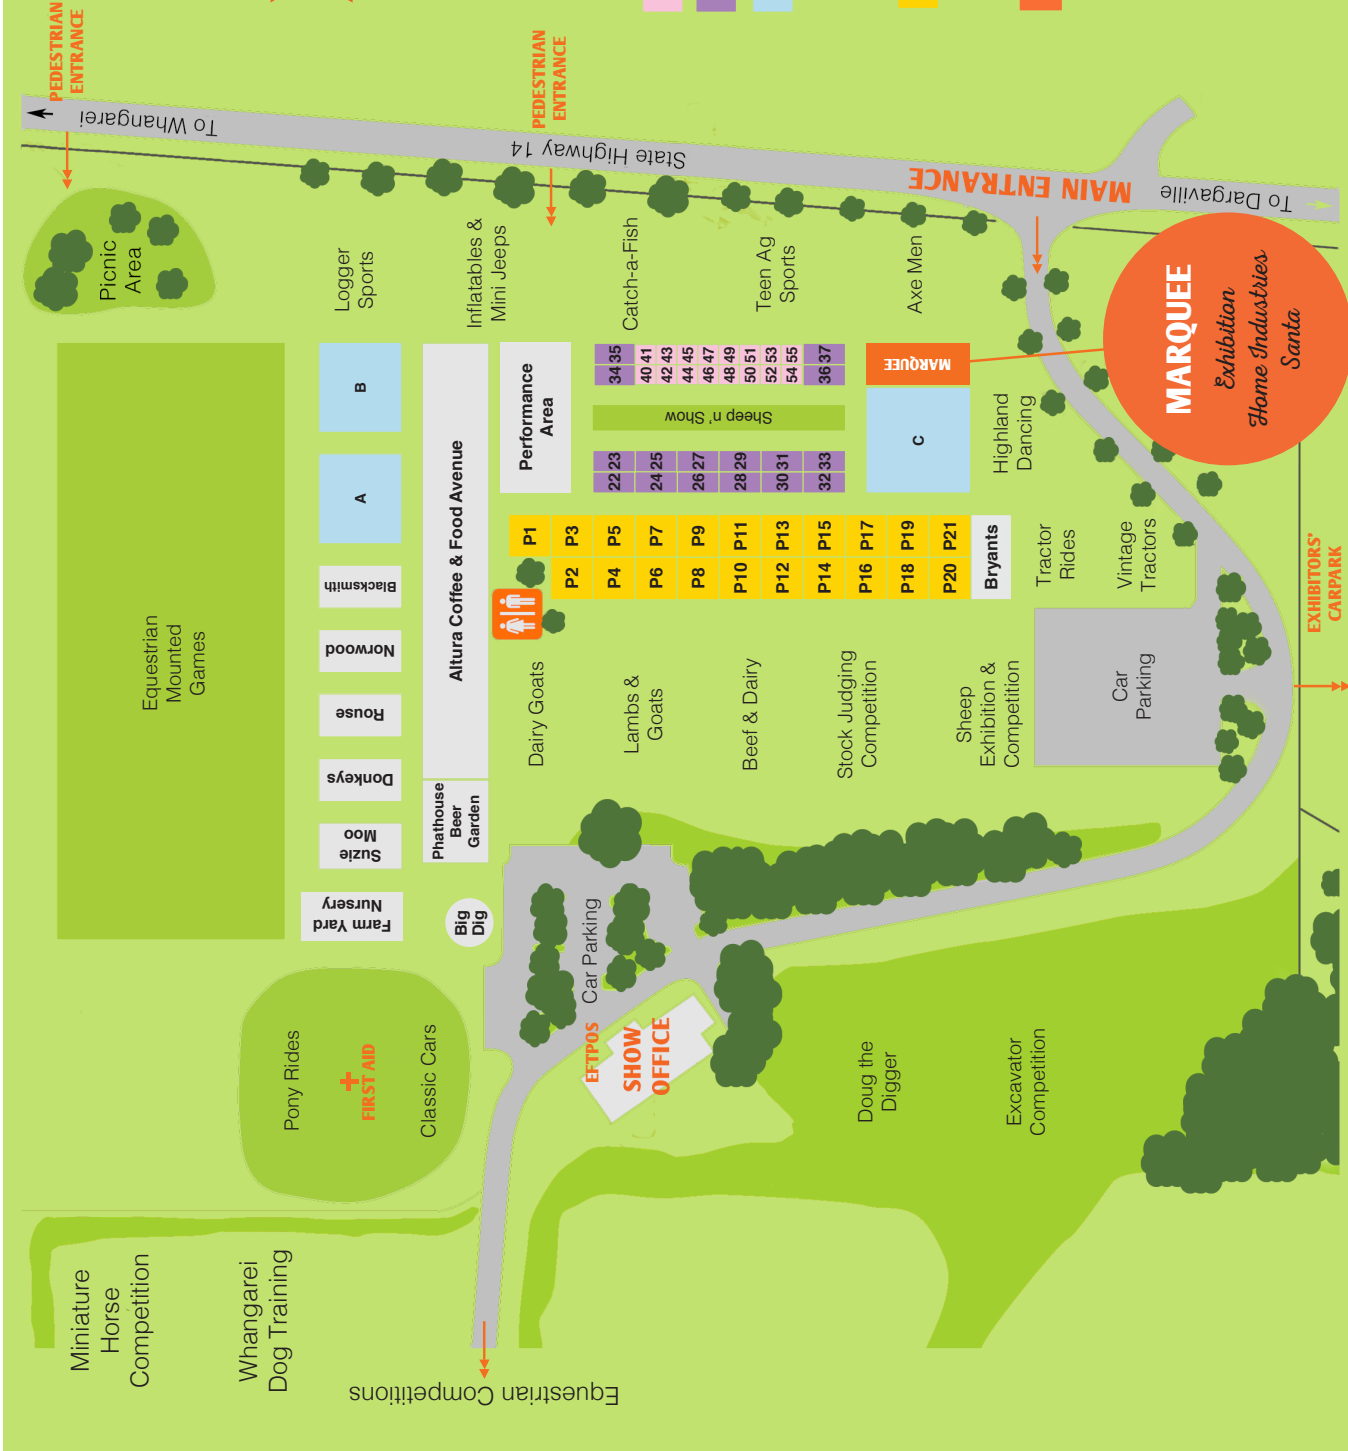 PEDESTRIAN
ENTRANCE
To Whangarei
PEDESTRIAN
ENTRANCE
State Highway 14
MAIN ENTRANCE
To Dargaville
Picnic
Area
Logger
Sports
Inflatables &
Mini Jeeps
Catch-a-Fish
Teen Ag
Sports
Axe Men
MARQUEE
Exhibition
Home Industries
Santa
Equestrian
Mounted
Games
B
A
Blacksmith
Norwood
Rouse
Donkeys
Suzie
Moo
Farm Yard
Nursery
Altura Coffee & Food Avenue
Phathouse
Beer
Garden
Big
Dig
Performance
Area
34 35
40 41
42 43
44 45
46 47
48 49
50 51
52 53
54 55
36 37
Sheep n' Show
22 23
24 25
26 27
28 29
30 31
32 33
MARQUEE
C
Highland
Dancing
P1
P2 P3
P4 P5
P6 P7
P8 P9
P10 P11
P12 P13
P14 P15
P16 P17
P18 P19
P20 P21
Bryants
Tractor
Rides
Vintage
Tractors
Dairy Goats
Lambs &
Goats
Beef & Dairy
Stock Judging
Competition
Sheep
Exhibition &
Competition
Car
Parking
EXHIBITORS'
CARPARK
Car Parking
EFTPOS
SHOW
OFFICE
Pony Rides
FIRST AID
Classic Cars
Doug the
Digger
Excavator
Competition
Miniature
Horse
Competition
Whangarei
Dog Training
Equestrian Competitions